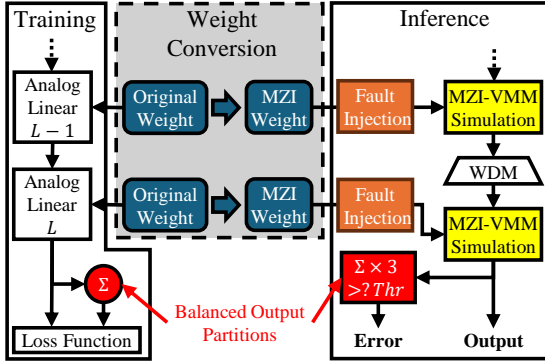 Training
Weight
Conversion
Inference
Analog
Linear
L − 1
Original
Weight
MZI
Weight
Fault
Injection
MZI-VMM
Simulation
WDM
Analog
Linear
L
Original
Weight
MZI
Weight
Fault
Injection
MZI-VMM
Simulation
Σ
Balanced Output
Partitions
Σ × 3
>? Thr
Loss Function
Error
Output